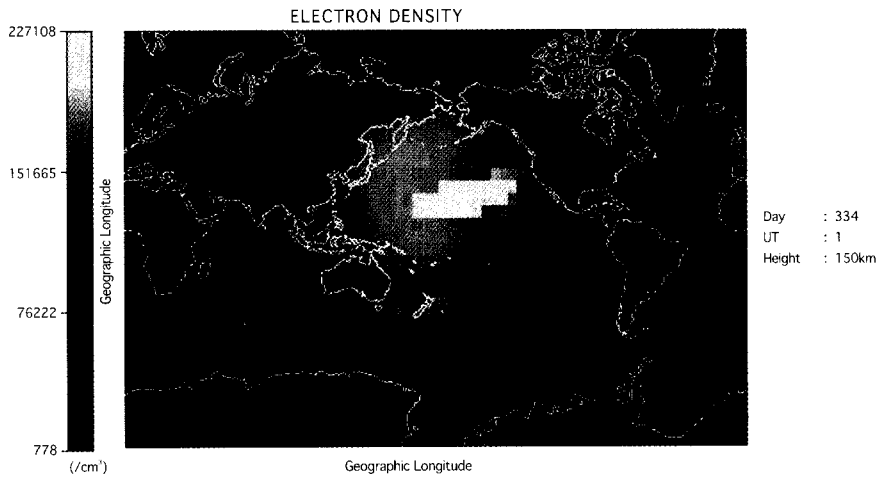 ELECTRON DENSITY
227108
151665
76222
778
(/cm³)
Geographic Longitude
Geographic Longitude
Day : 334
UT : 1
Height : 150km